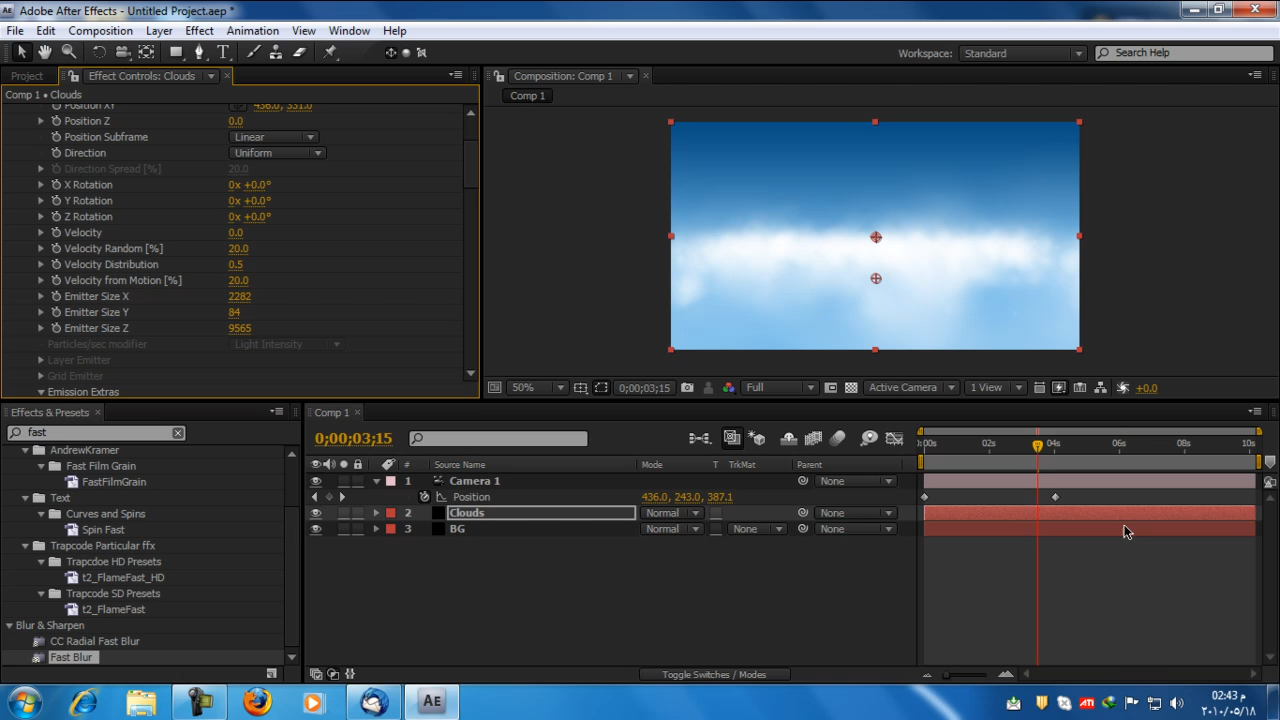 Adobe After Effects - Untitled Project.aep *
File Edit Composition Layer Effect Animation View Window Help
Workspace: Standard Search Help
Project Effect Controls: Clouds
Comp 1 • Clouds
Position XY 436.0, 331.0
Position Z 0.0
Position Subframe Linear
Direction Uniform
Direction Spread [%] 20.0
X Rotation 0x +0.0°
Y Rotation 0x +0.0°
Z Rotation 0x +0.0°
Velocity 0.0
Velocity Random [%] 20.0
Velocity Distribution 0.5
Velocity from Motion [%] 20.0
Emitter Size X 2282
Emitter Size Y 84
Emitter Size Z 9565
Particles/sec modifier Light Intensity
Layer Emitter
Grid Emitter
Emission Extras
Composition: Comp 1
Comp 1
50% 0;00;03;15 Full Active Camera 1 View +0.0
Effects & Presets
fast
AndrewKramer
Fast Film Grain
FastFilmGrain
Text
Curves and Spins
Spin Fast
Trapcode Particular ffx
Trapcdoe HD Presets
t2_FlameFast_HD
Trapcode SD Presets
t2_FlameFast
Blur & Sharpen
CC Radial Fast Blur
Fast Blur
Comp 1
0;00;03;15
:00s 02s 04s 06s 08s 10s
# Source Name Mode T TrkMat Parent
1 Camera 1 None
Position 436.0, 243.0, 387.1
2 Clouds Normal None
3 BG Normal None None
Toggle Switches / Modes
AE
ATI
02:43 م
٢٠١٠/٠٥/١٨